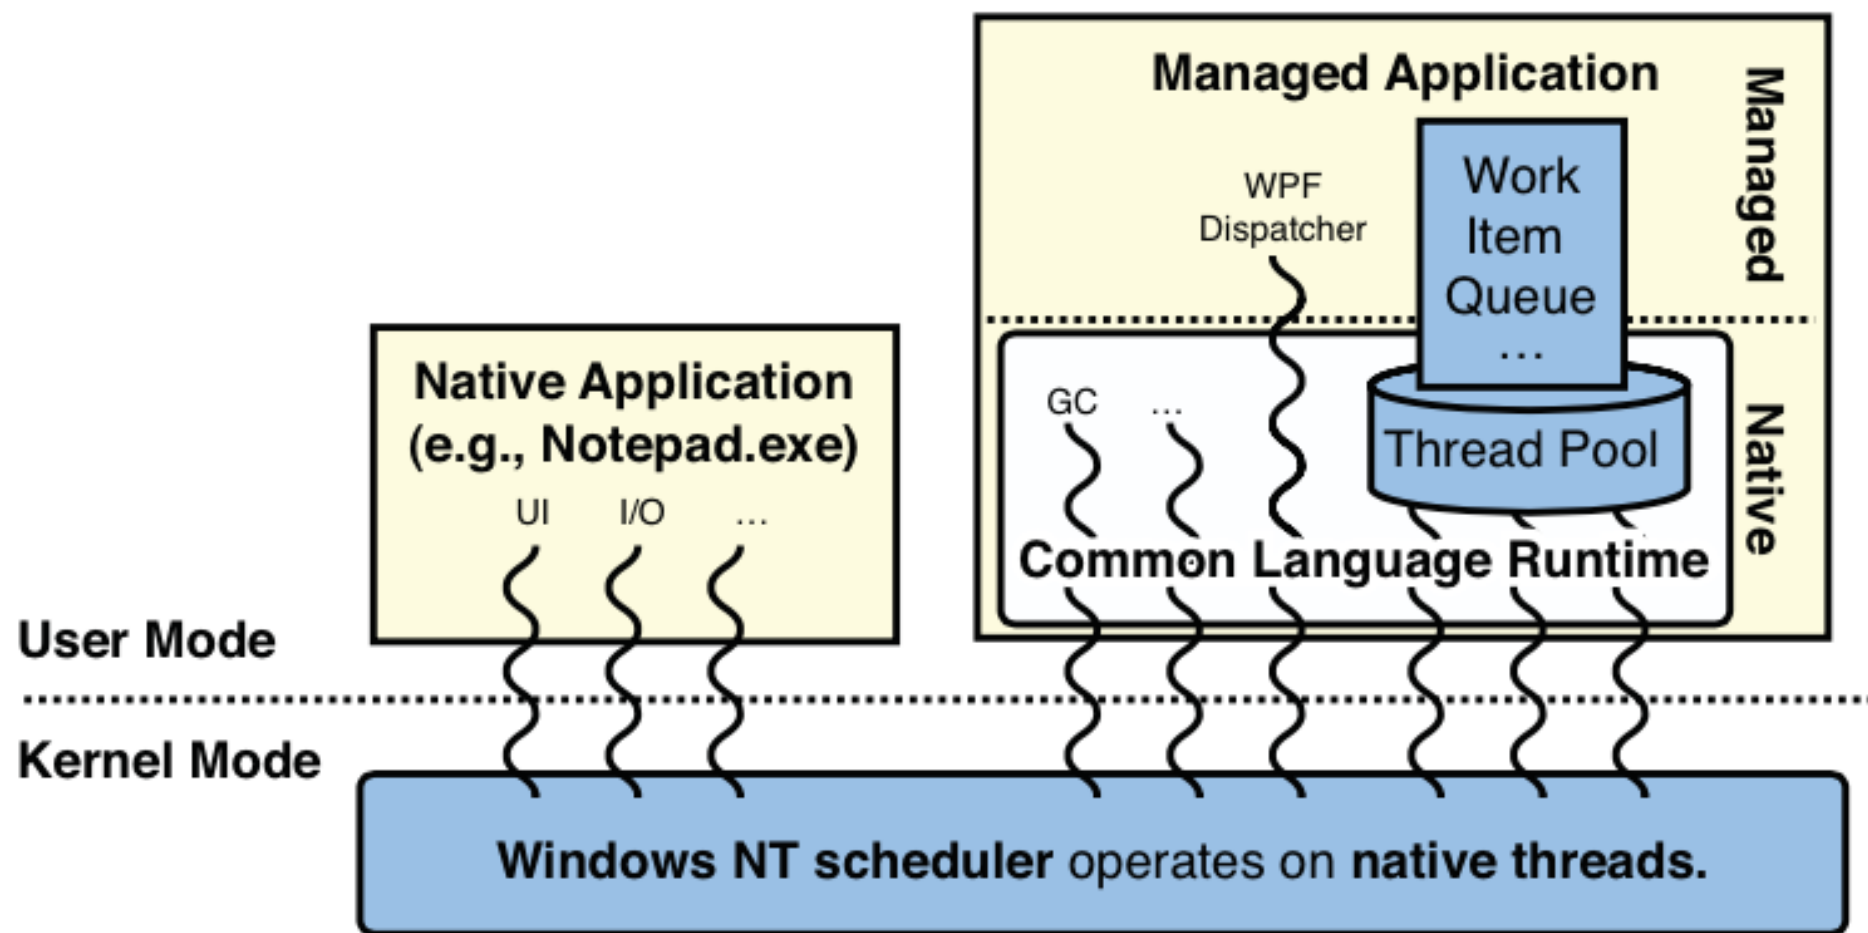 Managed Application
Managed
WPF
Dispatcher
Work
Item
Queue
...
Native Application
(e.g., Notepad.exe)
UI I/O ...
GC ...
Thread Pool
Native
Common Language Runtime
User Mode
Kernel Mode
Windows NT scheduler operates on native threads.